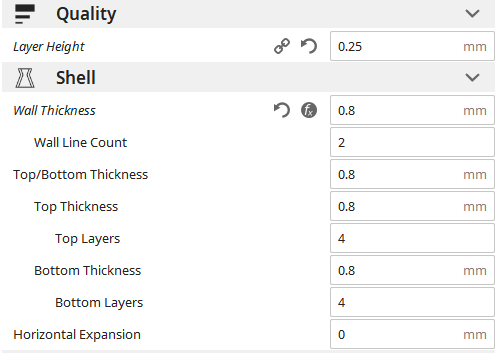 Quality
Layer Height 0.25 mm
Shell
Wall Thickness fx 0.8 mm
Wall Line Count 2
Top/Bottom Thickness 0.8 mm
Top Thickness 0.8 mm
Top Layers 4
Bottom Thickness 0.8 mm
Bottom Layers 4
Horizontal Expansion 0 mm